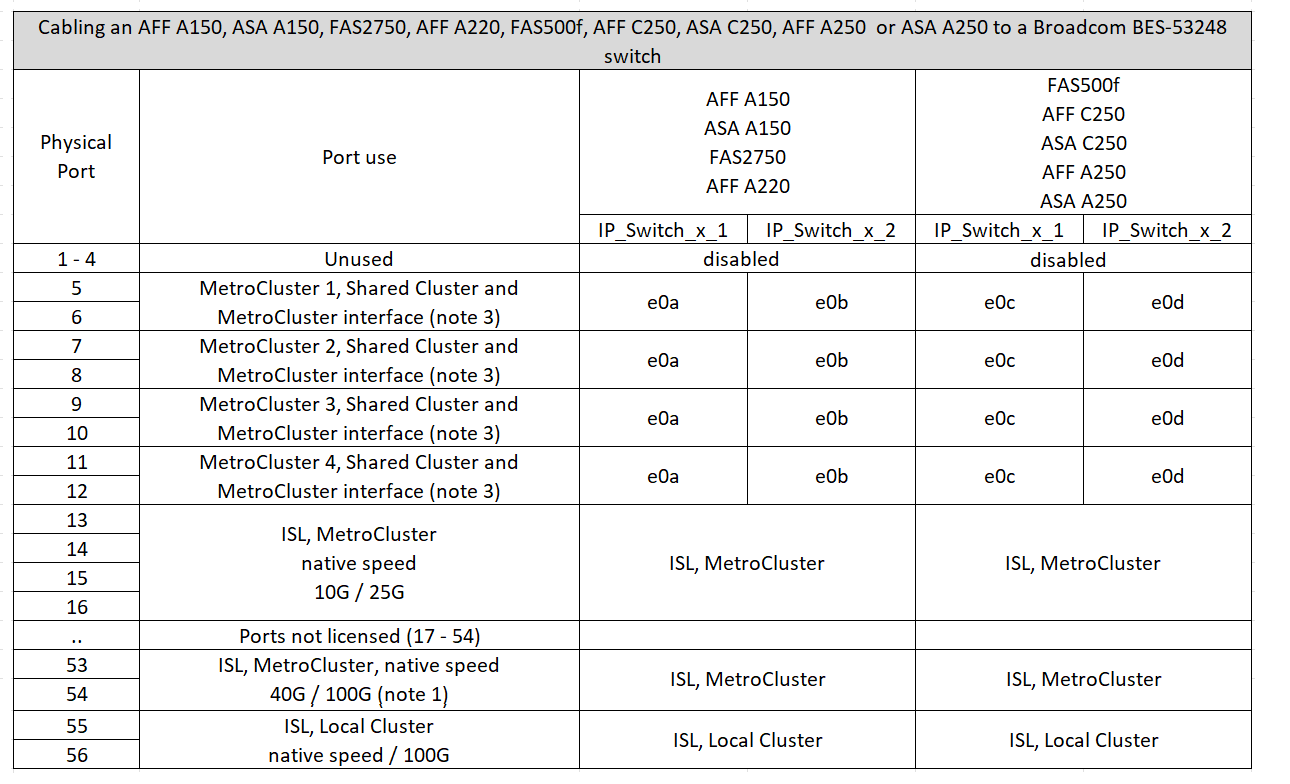 Cabling an AFF A150, ASA A150, FAS2750, AFF A220, FAS500f, AFF C250, ASA C250, AFF A250  or ASA A250 to a Broadcom BES-53248
switch
Physical
Port
Port use
AFF A150
ASA A150
FAS2750
AFF A220
FAS500f
AFF C250
ASA C250
AFF A250
ASA A250
IP_Switch_x_1
IP_Switch_x_2
IP_Switch_x_1
IP_Switch_x_2
1 - 4
Unused
disabled
disabled
5
6
MetroCluster 1, Shared Cluster and
MetroCluster interface (note 3)
e0a
e0b
e0c
e0d
7
8
MetroCluster 2, Shared Cluster and
MetroCluster interface (note 3)
e0a
e0b
e0c
e0d
9
10
MetroCluster 3, Shared Cluster and
MetroCluster interface (note 3)
e0a
e0b
e0c
e0d
11
12
MetroCluster 4, Shared Cluster and
MetroCluster interface (note 3)
e0a
e0b
e0c
e0d
13
14
15
16
ISL, MetroCluster
native speed
10G / 25G
ISL, MetroCluster
ISL, MetroCluster
..
Ports not licensed (17 - 54)
53
54
ISL, MetroCluster, native speed
40G / 100G (note 1)
ISL, MetroCluster
ISL, MetroCluster
55
56
ISL, Local Cluster
native speed / 100G
ISL, Local Cluster
ISL, Local Cluster